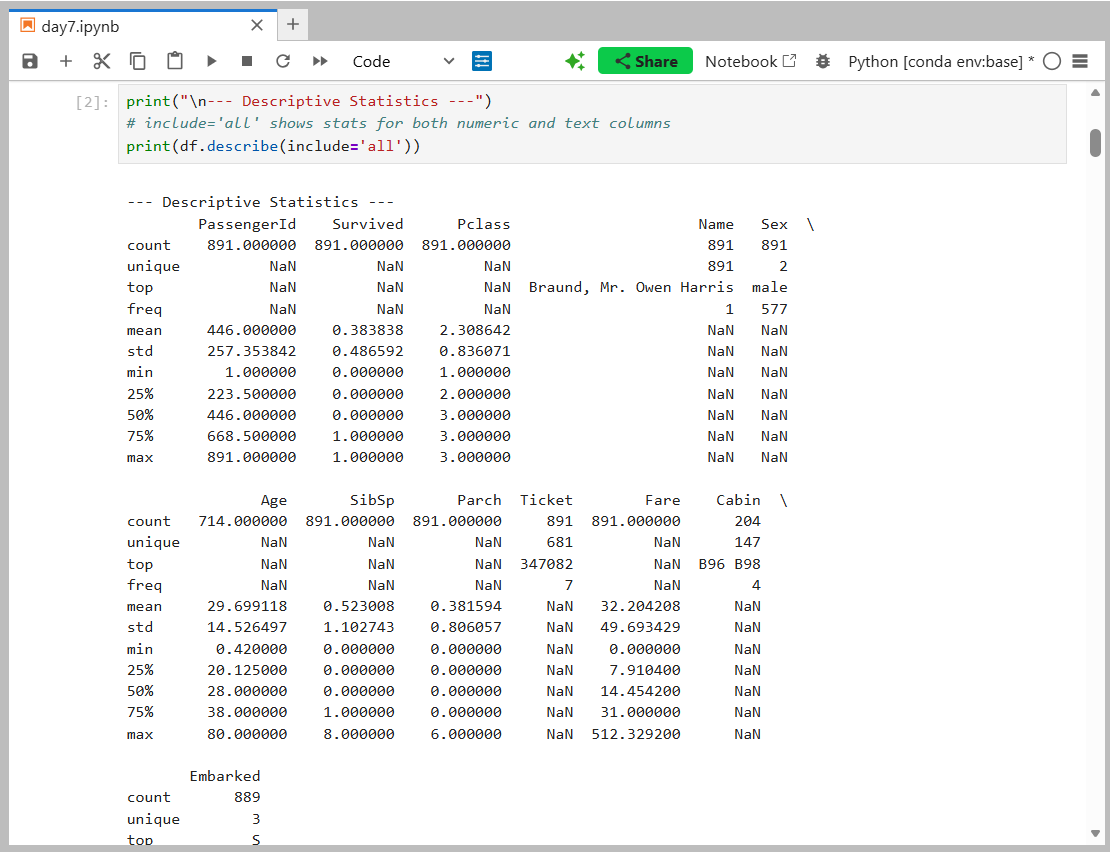 day7.ipynb
Code
Share
Notebook
Python [conda env:base] *
[2]:
print("\n--- Descriptive Statistics ---")
# include='all' shows stats for both numeric and text columns
print(df.describe(include='all'))
--- Descriptive Statistics ---
        PassengerId    Survived      Pclass                     Name   Sex  \
count    891.000000  891.000000  891.000000                      891   891
unique          NaN         NaN         NaN                      891     2
top             NaN         NaN         NaN  Braund, Mr. Owen Harris  male
freq            NaN         NaN         NaN                        1   577
mean     446.000000    0.383838    2.308642                      NaN   NaN
std      257.353842    0.486592    0.836071                      NaN   NaN
min        1.000000    0.000000    1.000000                      NaN   NaN
25%      223.500000    0.000000    2.000000                      NaN   NaN
50%      446.000000    0.000000    3.000000                      NaN   NaN
75%      668.500000    1.000000    3.000000                      NaN   NaN
max      891.000000    1.000000    3.000000                      NaN   NaN
               Age       SibSp       Parch  Ticket        Fare    Cabin  \
count   714.000000  891.000000  891.000000     891  891.000000      204
unique         NaN         NaN         NaN     681         NaN      147
top            NaN         NaN         NaN  347082         NaN  B96 B98
freq           NaN         NaN         NaN       7         NaN        4
mean     29.699118    0.523008    0.381594     NaN   32.204208      NaN
std      14.526497    1.102743    0.806057     NaN   49.693429      NaN
min       0.420000    0.000000    0.000000     NaN    0.000000      NaN
25%      20.125000    0.000000    0.000000     NaN    7.910400      NaN
50%      28.000000    0.000000    0.000000     NaN   14.454200      NaN
75%      38.000000    1.000000    0.000000     NaN   31.000000      NaN
max      80.000000    8.000000    6.000000     NaN  512.329200      NaN
       Embarked
count       889
unique        3
top           S